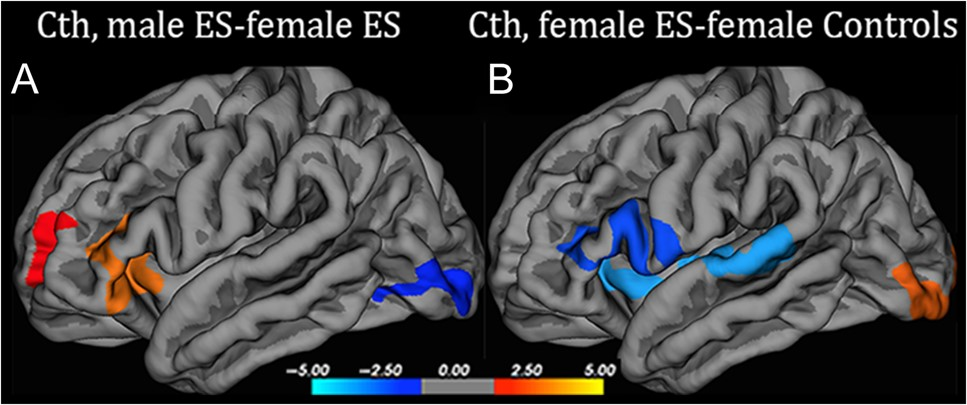 Cth, male ES-female ES
Cth, female ES-female Controls
A
B
−5.00 −2.50 0.00 2.50 5.00